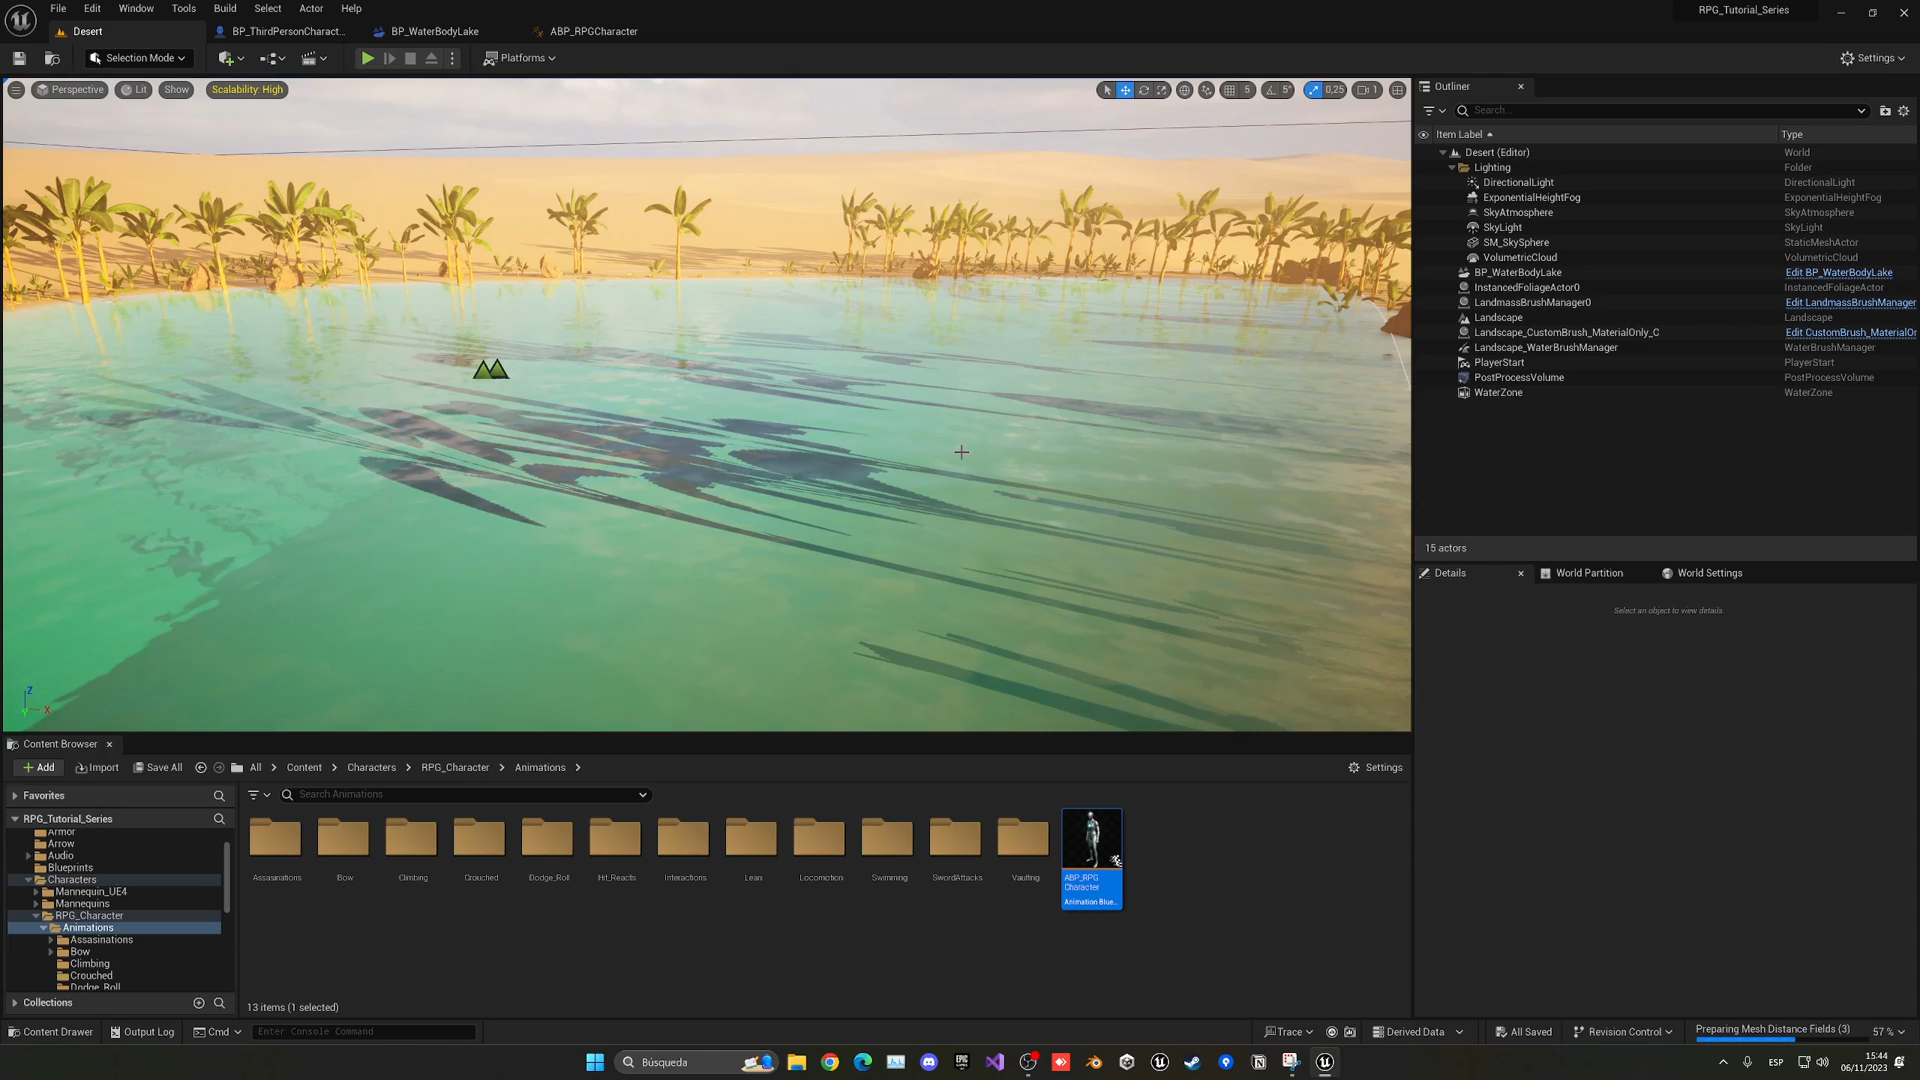 File Edit Window Tools Build Select Actor Help
RPG_Tutorial_Series
Desert
BP_ThirdPersonCharact...
BP_WaterBodyLake
ABP_RPGCharacter
Selection Mode
Platforms
Settings
Perspective
Lit
Show
Scalability: High
5
5°
0,25
1
Outliner
Search...
Item Label
Type
Desert (Editor) World
Lighting Folder
DirectionalLight DirectionalLight
ExponentialHeightFog ExponentialHeightFog
SkyAtmosphere SkyAtmosphere
SkyLight SkyLight
SM_SkySphere StaticMeshActor
VolumetricCloud VolumetricCloud
BP_WaterBodyLake Edit BP_WaterBodyLake
InstancedFoliageActor0 InstancedFoliageActor
LandmassBrushManager0 Edit LandmassBrushManager
Landscape Landscape
Landscape_CustomBrush_MaterialOnly_C Edit CustomBrush_MaterialOr
Landscape_WaterBrushManager WaterBrushManager
PlayerStart PlayerStart
PostProcessVolume PostProcessVolume
WaterZone WaterZone
15 actors
Details
World Partition
World Settings
Select an object to view details.
Z
X
Content Browser
Add
Import
Save All
All
Content
Characters
RPG_Character
Animations
Settings
Favorites
Search Animations
RPG_Tutorial_Series
Armor
Arrow
Audio
Blueprints
Characters
Mannequin_UE4
Mannequins
RPG_Character
Animations
Assasinations
Bow
Climbing
Crouched
Dodge_Roll
Collections
Assasinations
Bow
Climbing
Crouched
Dodge_Roll
Hit_Reacts
Interactions
Lean
Locomotion
Swimming
SwordAttacks
Vaulting
ABP_RPG
Character
Animation Blue...
13 items (1 selected)
Content Drawer
Output Log
Cmd
Enter Console Command
Trace
Derived Data
All Saved
Revision Control
Preparing Mesh Distance Fields (3)
57 %
Búsqueda
ESP
15:44
06/11/2023